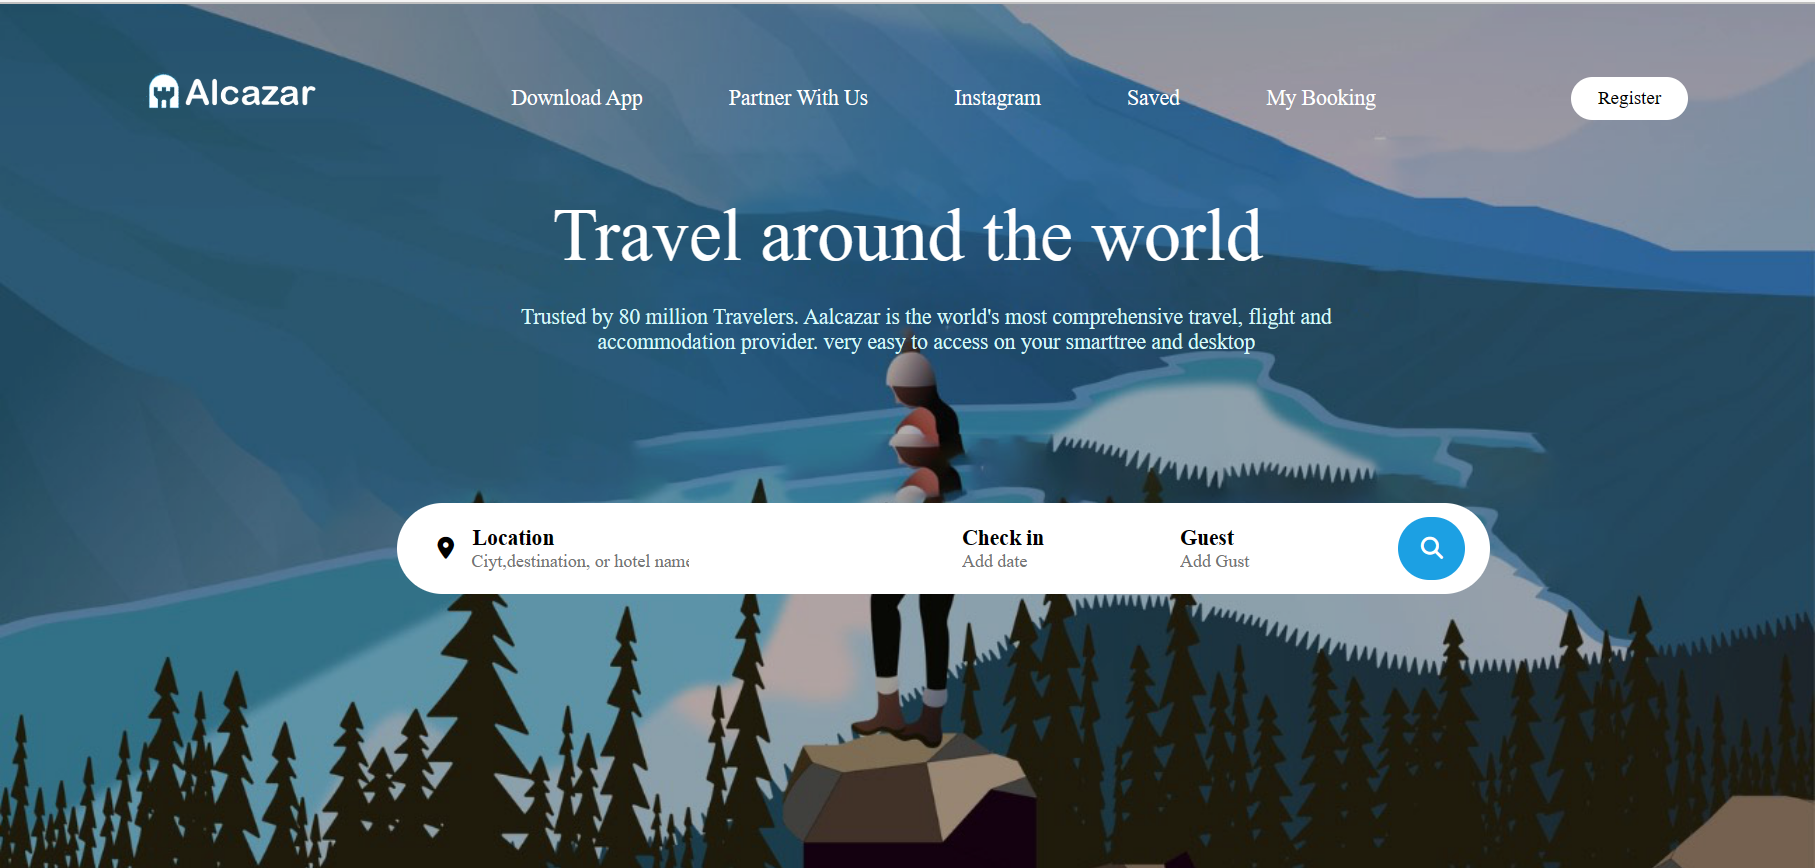 Alcazar
Download App
Partner With Us
Instagram
Saved
My Booking
Register
Travel around the world
Trusted by 80 million Travelers. Aalcazar is the world's most comprehensive travel, flight and
accommodation provider. very easy to access on your smarttree and desktop
Location
Ciyt,destination, or hotel name
Check in
Add date
Guest
Add Gust